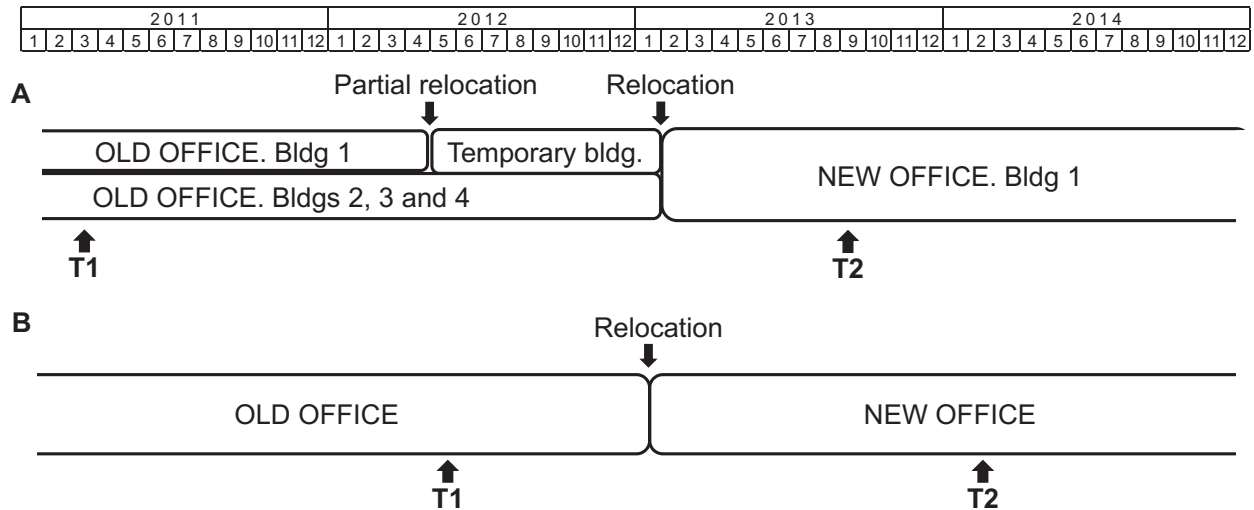 2011 2012 2013 2014
1 2 3 4 5 6 7 8 9 10 11 12 1 2 3 4 5 6 7 8 9 10 11 12 1 2 3 4 5 6 7 8 9 10 11 12 1 2 3 4 5 6 7 8 9 10 11 12
A
Partial relocation Relocation
OLD OFFICE. Bldg 1 Temporary bldg.
NEW OFFICE. Bldg 1
OLD OFFICE. Bldgs 2, 3 and 4
T1 T2
B
Relocation
OLD OFFICE NEW OFFICE
T1 T2